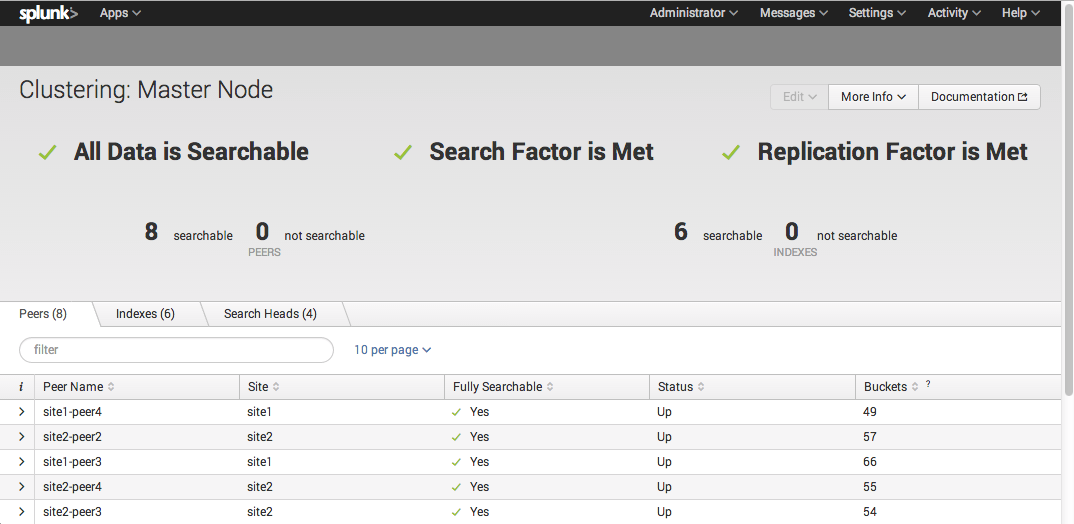 splunk> Apps Administrator Messages Settings Activity Help
Clustering: Master Node
Edit More Info Documentation
All Data is Searchable Search Factor is Met Replication Factor is Met
8 searchable 0 not searchable 6 searchable 0 not searchable
PEERS INDEXES
Peers (8) Indexes (6) Search Heads (4)
filter 10 per page
i Peer Name Site Fully Searchable Status Buckets ?
site1-peer4 site1 Yes Up 49
site2-peer2 site2 Yes Up 57
site1-peer3 site1 Yes Up 66
site2-peer4 site2 Yes Up 55
site2-peer3 site2 Yes Up 54